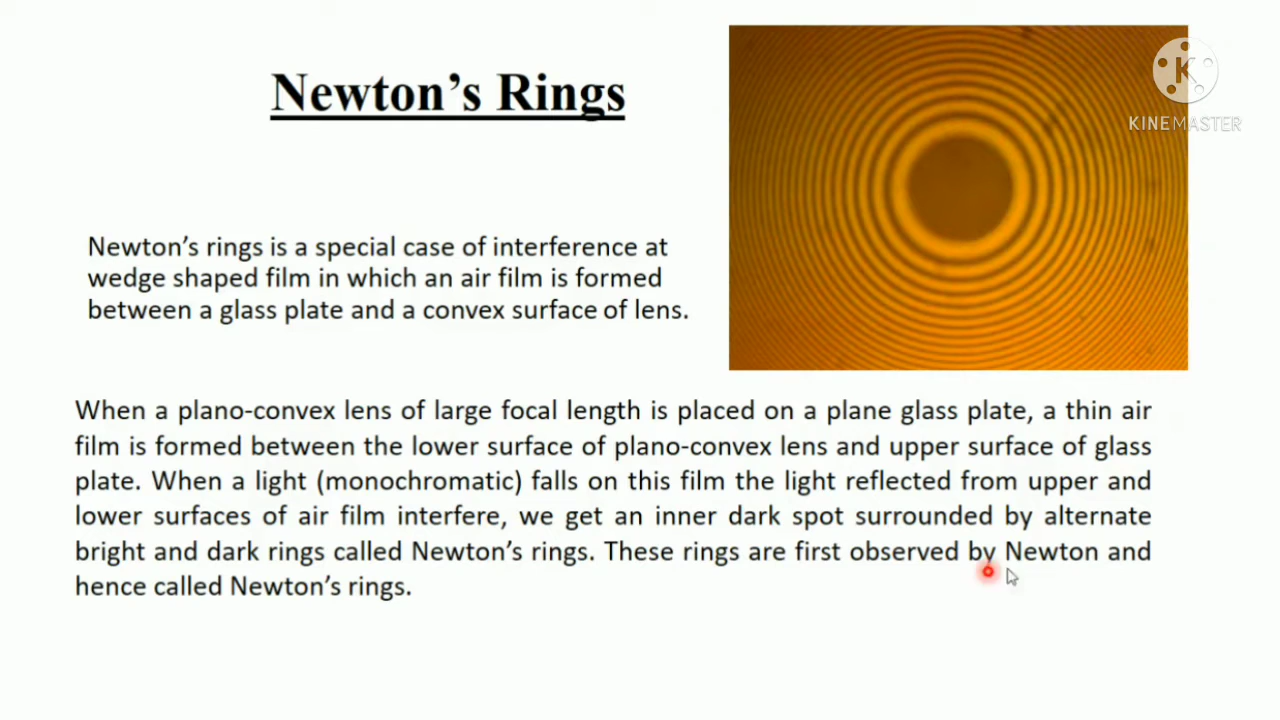 Newton’s Rings
K
KINEMASTER
Newton’s rings is a special case of interference at
wedge shaped film in which an air film is formed
between a glass plate and a convex surface of lens.
When a plano-convex lens of large focal length is placed on a plane glass plate, a thin air
film is formed between the lower surface of plano-convex lens and upper surface of glass
plate. When a light (monochromatic) falls on this film the light reflected from upper and
lower surfaces of air film interfere, we get an inner dark spot surrounded by alternate
bright and dark rings called Newton’s rings. These rings are first observed by Newton and
hence called Newton’s rings.